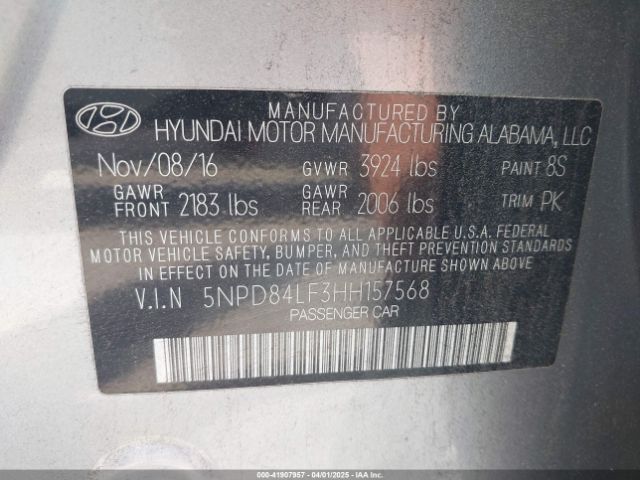 MANUFACTURED BY
HYUNDAI MOTOR MANUFACTURING ALABAMA, LLC
Nov/08/16 GVWR 3924 lbs PAINT 8S
GAWR FRONT 2183 lbs GAWR REAR 2006 lbs TRIM PK
THIS VEHICLE CONFORMS TO ALL APPLICABLE U.S.A. FEDERAL
MOTOR VEHICLE SAFETY, BUMPER, AND THEFT PREVENTION STANDARDS
IN EFFECT ON THE DATE OF MANUFACTURE SHOWN ABOVE.
V.I.N 5NPD84LF3HH157568
PASSENGER CAR
000-41907957 - 04/01/2025 - IAAI.COM